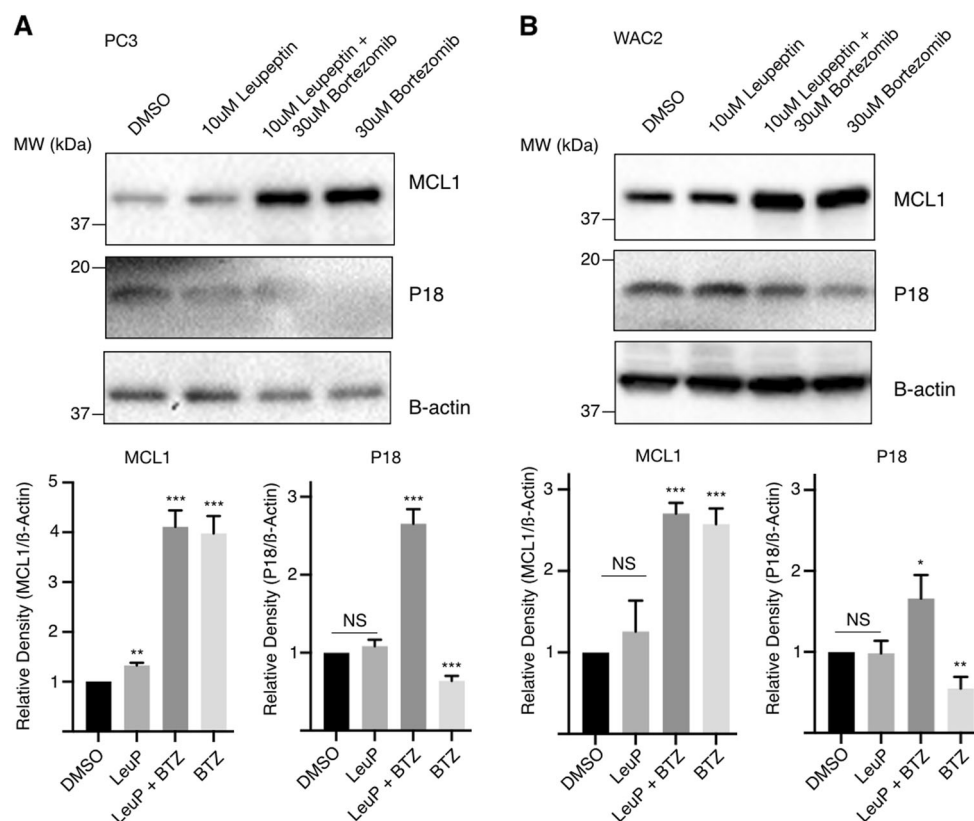 A
PC3
DMSO
10uM Leupeptin
10uM Leupeptin +
30uM Bortezomib
30uM Bortezomib
MW (kDa)
MCL1
37
20
P18
B-actin
37
MCL1
Relative Density (MCL1/ß-Actin)
5
4
3
2
1
**
***
***
DMSO
LeuP
LeuP + BTZ
BTZ
P18
Relative Density (P18/ß-Actin)
3
2
1
NS
***
***
DMSO
LeuP
LeuP + BTZ
BTZ
B
WAC2
DMSO
10uM Leupeptin
10uM Leupeptin +
30uM Bortezomib
30uM Bortezomib
MW (kDa)
MCL1
37
20
P18
B-actin
37
MCL1
Relative Density (MCL1/ß-Actin)
3
2
1
NS
***
***
DMSO
LeuP
LeuP + BTZ
BTZ
P18
Relative Density (P18/ß-Actin)
3
2
1
NS
*
**
DMSO
LeuP
LeuP + BTZ
BTZ